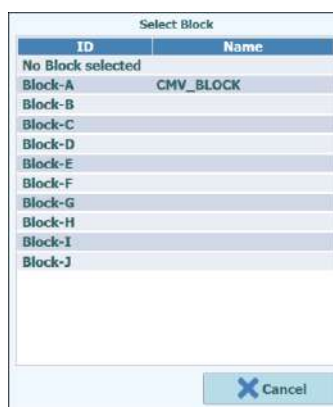 Select Block
ID Name
No Block selected
Block-A CMV_BLOCK
Block-B
Block-C
Block-D
Block-E
Block-F
Block-G
Block-H
Block-I
Block-J
Cancel